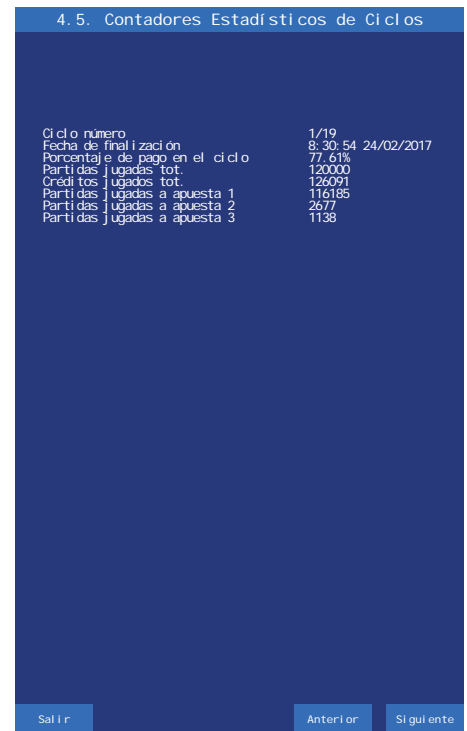 4.5. Contadores Estadísticos de Ciclos
Ciclo número 1/19
Fecha de finalización 8:30:54 24/02/2017
Porcentaje de pago en el ciclo 77.61%
Partidas jugadas tot. 120000
Créditos jugados tot. 126091
Partidas jugadas a apuesta 1 116185
Partidas jugadas a apuesta 2 2677
Partidas jugadas a apuesta 3 1138
Salir Anterior Siguiente